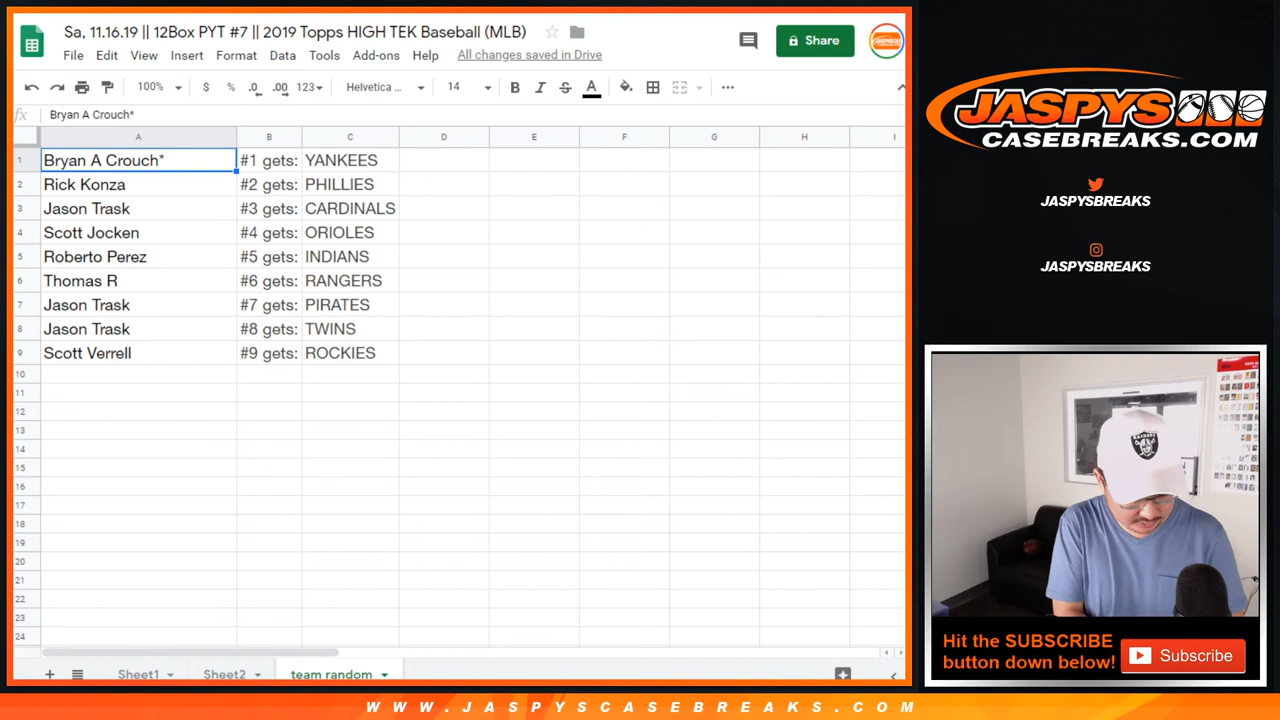 Sa, 11.16.19 || 12Box PYT #7 || 2019 Topps HIGH TEK Baseball (MLB)
Share
File Edit View Insert Format Data Tools Add-ons Help All changes saved in Drive
100% $ % .0 .00 123 Helvetica ... 14 B I S A
fx Bryan A Crouch*
A B C D E F G H I
1 Bryan A Crouch* #1 gets: YANKEES
2 Rick Konza #2 gets: PHILLIES
3 Jason Trask #3 gets: CARDINALS
4 Scott Jocken #4 gets: ORIOLES
5 Roberto Perez #5 gets: INDIANS
6 Thomas R #6 gets: RANGERS
7 Jason Trask #7 gets: PIRATES
8 Jason Trask #8 gets: TWINS
9 Scott Verrell #9 gets: ROCKIES
10
11
12
13
14
15
16
17
18
19
20
21
22
23
24
Sheet1 Sheet2 team random
JASPYS
CASEBREAKS.COM
JASPYSBREAKS
JASPYSBREAKS
RAIDERS
Hit the SUBSCRIBE
button down below!
Subscribe
WWW.JASPYSCASEBREAKS.COM